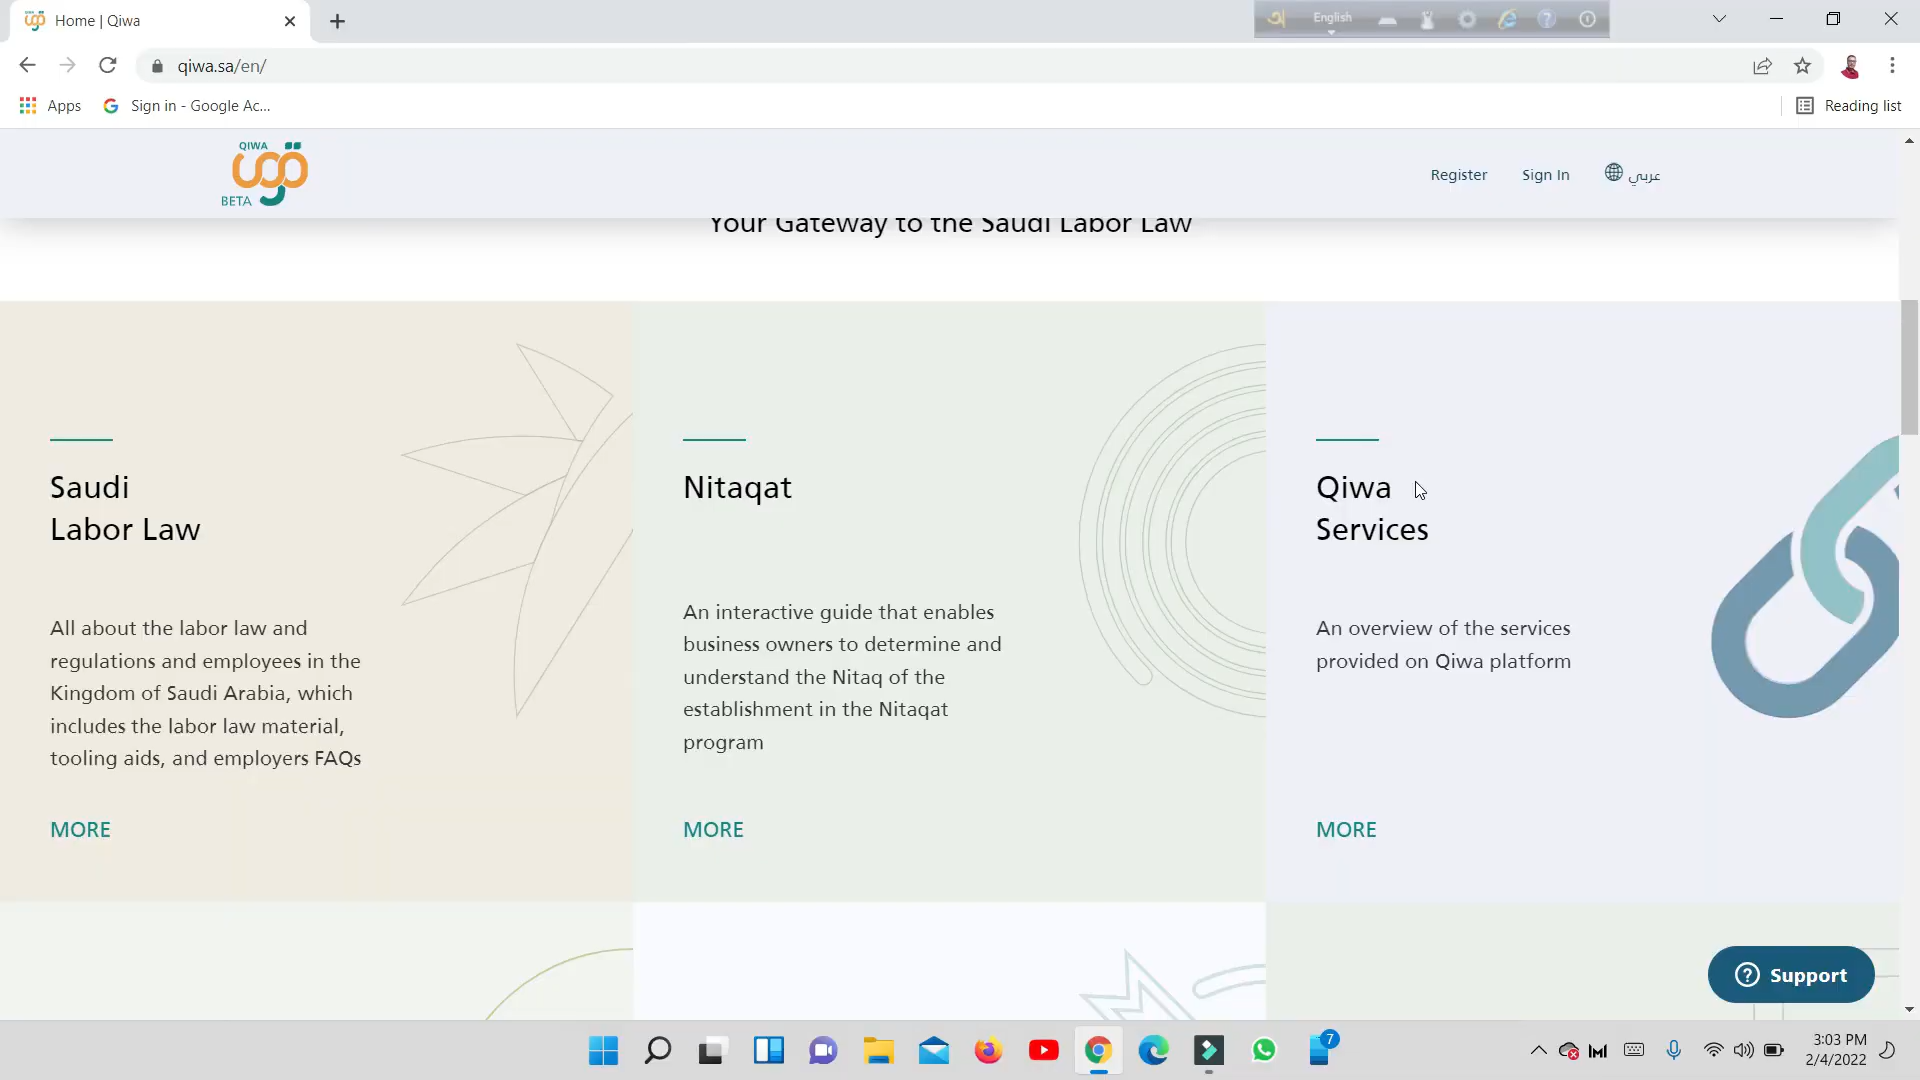 Home | Qiwa
English
qiwa.sa/en/
Apps
Sign in - Google Ac...
Reading list
QIWA
قوى
BETA
Register
Sign In
عربي
Your Gateway to the Saudi Labor Law
Saudi
Labor Law
All about the labor law and
regulations and employees in the
Kingdom of Saudi Arabia, which
includes the labor law material,
tooling aids, and employers FAQs
MORE
Nitaqat
An interactive guide that enables
business owners to determine and
understand the Nitaq of the
establishment in the Nitaqat
program
MORE
Qiwa
Services
An overview of the services
provided on Qiwa platform
MORE
Support
7
3:03 PM
2/4/2022